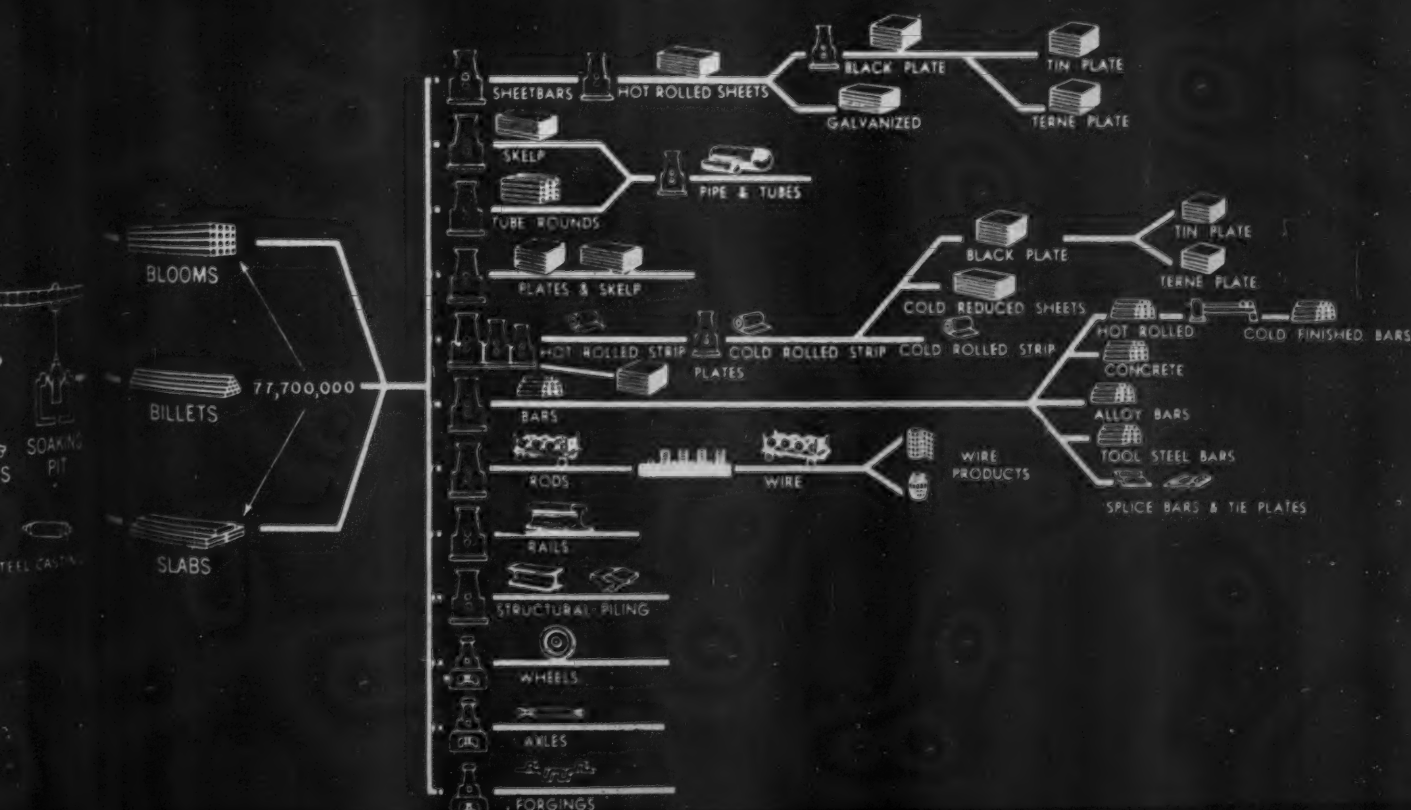 BLACK PLATE
TIN PLATE
SHEETBARS
HOT ROLLED SHEETS
GALVANIZED
TERNE PLATE
SKELP
PIPE & TUBES
TUBE ROUNDS
TIN PLATE
BLACK PLATE
TERNE PLATE
PLATES & SKELP
COLD REDUCED SHEETS
HOT ROLLED
COLD FINISHED BARS
HOT ROLLED STRIP
COLD ROLLED STRIP
COLD ROLLED STRIP
PLATES
CONCRETE
BLOOMS
77,700,000
BILLETS
BARS
ALLOY BARS
SOAKING
PIT
S
RODS
WIRE
WIRE
PRODUCTS
TOOL STEEL BARS
SPLICE BARS & TIE PLATES
RAILS
SLABS
TEEL CASTIN
STRUCTURAL-PILING
WHEELS
AXLES
FORGINGS